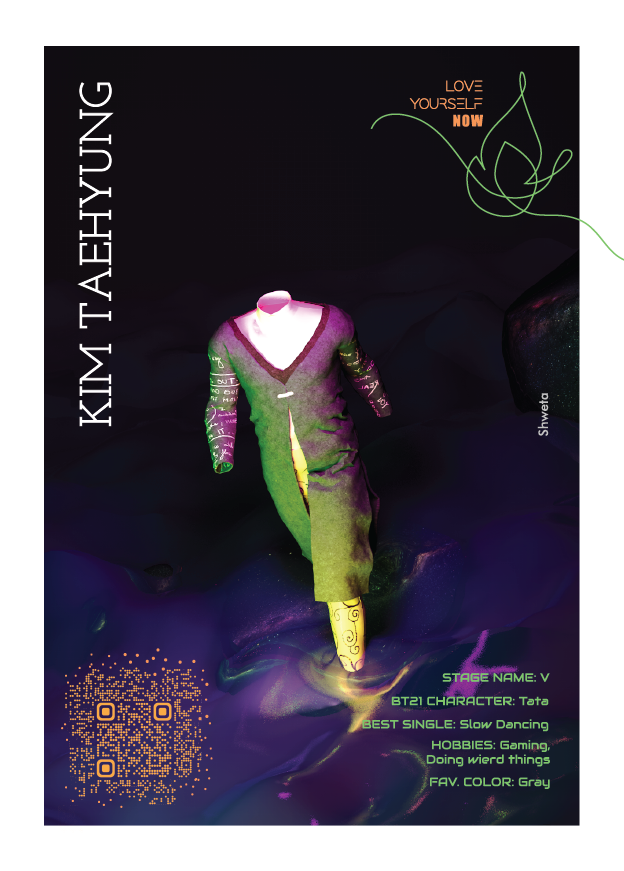 KIM TAEHYUNG
LOVE
YOURSELF
NOW
Shweta
STAGE NAME: V
BT21 CHARACTER: Tata
BEST SINGLE: Slow Dancing
HOBBIES: Gaming,
Doing wierd things
FAV. COLOR: Gray